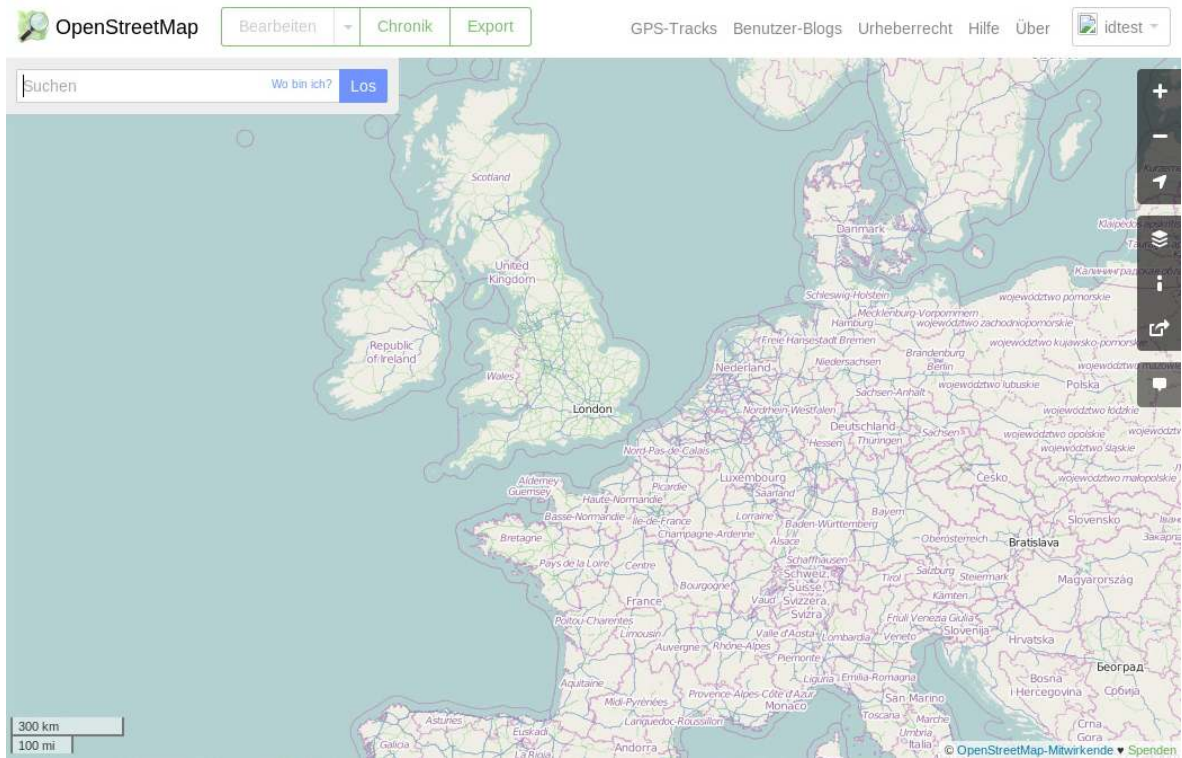 OpenStreetMap
Bearbeiten
Chronik
Export
GPS-Tracks
Benutzer-Blogs
Urheberrecht
Hilfe
Über
idtest
Suchen
Wo bin ich?
Los
Scotland
Danmark
United
Kingdom
Schleswig-Holstein
województwo pomorskie
Mecklenburg-Vorpommern
Hamburg
województwo zachodniopomorskie
Republic
of Ireland
Freie Hansestadt Bremen
województwo kujawsko-pomorskie
Niedersachsen
Brandenburg
Berlin
Nederland
Wales
Sachsen-Anhalt
województwo lubuskie
Polska
London
Nordrhein-Westfalen
województwo łódzkie
Deutschland
Sachsen
województwo opolskie
Hessen
Thüringen
Nord-Pas-de-Calais
województwo śląskie
Alderney
Guernsey
Picardie
Luxembourg
Saarland
Česko
województwo małopolskie
Haute-Normandie
Basse-Normandie
Île-de-France
Lorraine
Baden-Württemberg
Bayern
Slovensko
Bretagne
Champagne-Ardenne
Alsace
Oberösterreich
Bratislava
Pays de la Loire
Centre
Schaffhausen
Schweiz,
Suisse,
Svizzera,
Svizra
Tirol
Salzburg
Steiermark
Magyarország
Bourgogne
France
Vaud
Kärnten
Poitou-Charentes
Friuli Venezia Giulia
Slovenija
Limousin
Valle d'Aosta
Lombardia
Veneto
Hrvatska
Auvergne
Rhône-Alpes
Piemonte
Београд
Aquitaine
Liguria
Emilia-Romagna
Bosna
i Hercegovina
Србија
Midi-Pyrénées
Provence-Alpes-Côte d'Azur
Monaco
San Marino
Asturies
Euskadi
Languedoc-Roussillon
Toscana
Marche
Crna
Gora
Galicia
La Rioja
Andorra
Umbria
Italia
300 km
100 mi
© OpenStreetMap-Mitwirkende ♥ Spenden